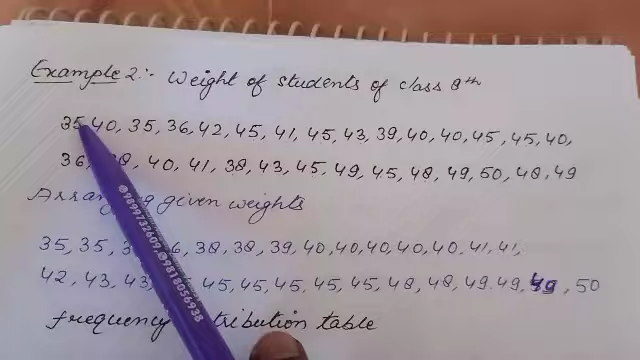 Example 2:- Weight of students of class 8th
35, 40, 35, 36, 42, 45, 41, 45, 43, 39, 40, 40, 45, 45, 40,
36, 40, 41, 38, 43, 45, 49, 45, 48, 49, 50, 48, 49
given weights
35, 35, 38, 38, 39, 40, 40, 40, 40, 40, 41, 41,
42, 43, 43, 45, 45, 45, 45, 45, 48, 48, 49, 49, 49, 50
frequency table
@9899732609,@9818056938